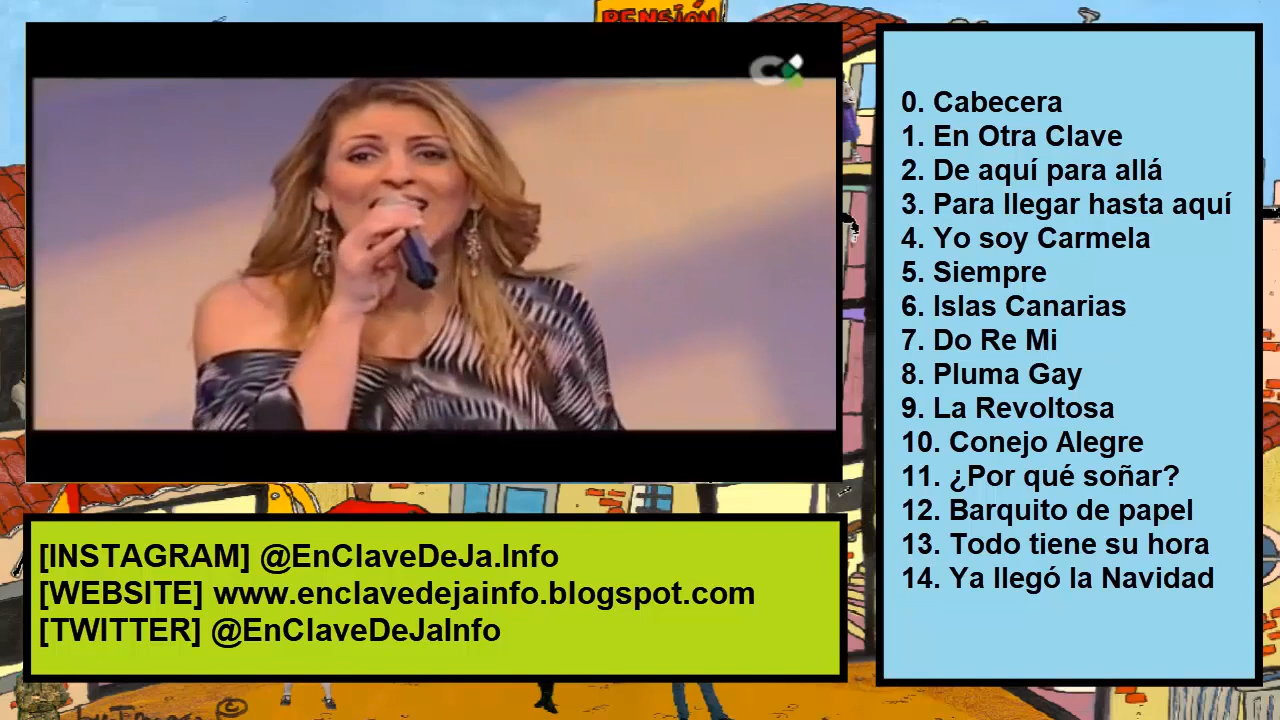 PENSIÓN
0. Cabecera
1. En Otra Clave
2. De aquí para allá
3. Para llegar hasta aquí
4. Yo soy Carmela
5. Siempre
6. Islas Canarias
7. Do Re Mi
8. Pluma Gay
9. La Revoltosa
10. Conejo Alegre
11. ¿Por qué soñar?
12. Barquito de papel
13. Todo tiene su hora
14. Ya llegó la Navidad
[INSTAGRAM] @EnClaveDeJa.Info
[WEBSITE] www.enclavedejainfo.blogspot.com
[TWITTER] @EnClaveDeJaInfo